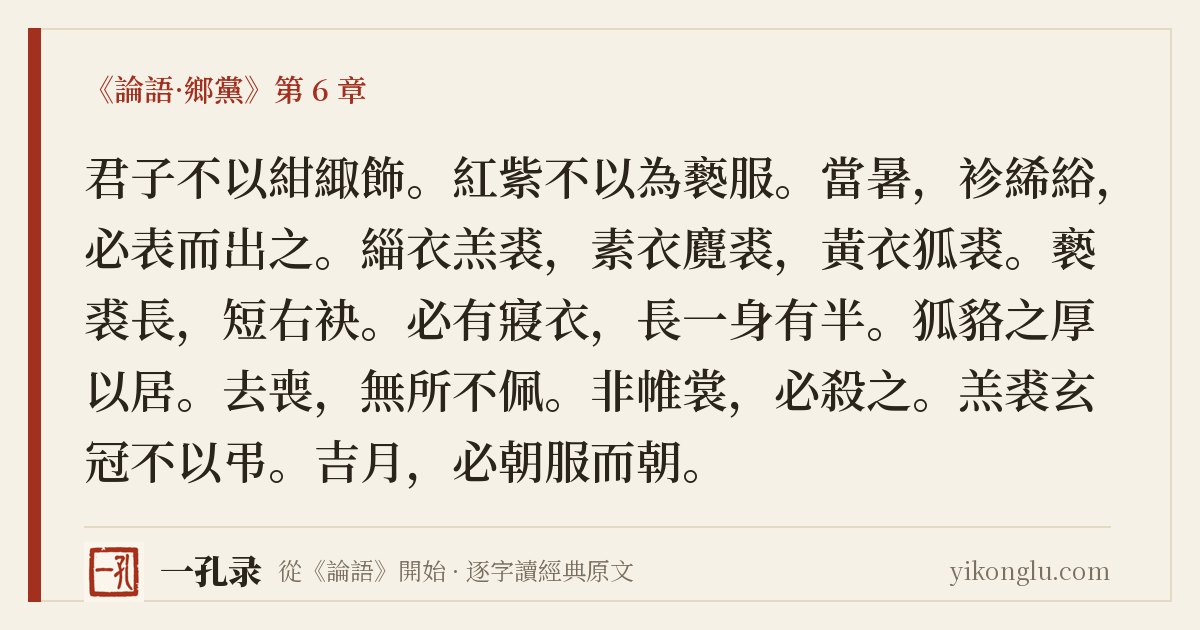 《論語·鄉黨》第 6 章
君子不以紺緅飾。紅紫不以為褻服。當暑，袗絺綌，
必表而出之。緇衣羔裘，素衣麑裘，黃衣狐裘。褻
裘長，短右袂。必有寢衣，長一身有半。狐貉之厚
以居。去喪，無所不佩。非帷裳，必殺之。羔裘玄
冠不以弔。吉月，必朝服而朝。
一孔
一孔录
從《論語》開始 · 逐字讀經典原文
yikonglu.com